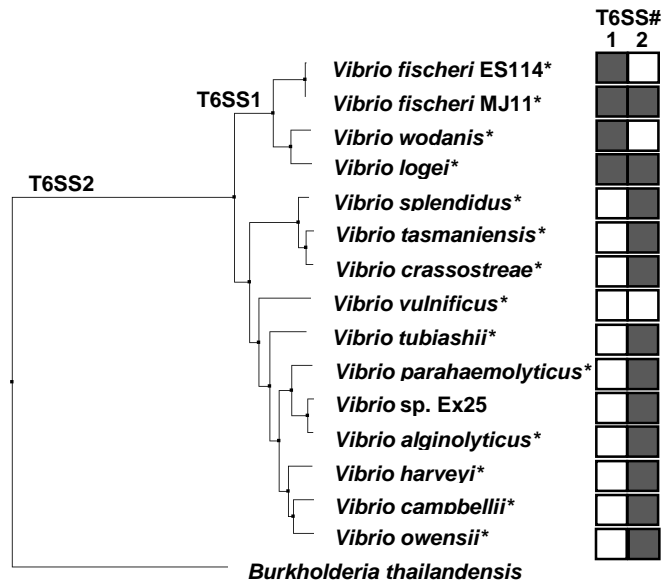 T6SS#
1 2
Vibrio fischeri ES114*
T6SS1
Vibrio fischeri MJ11*
Vibrio wodanis*
Vibrio logei*
T6SS2
Vibrio splendidus*
Vibrio tasmaniensis*
Vibrio crassostreae*
Vibrio vulnificus*
Vibrio tubiashii*
Vibrio parahaemolyticus*
Vibrio sp. Ex25
Vibrio alginolyticus*
Vibrio harveyi*
Vibrio campbellii*
Vibrio owensii*
Burkholderia thailandensis